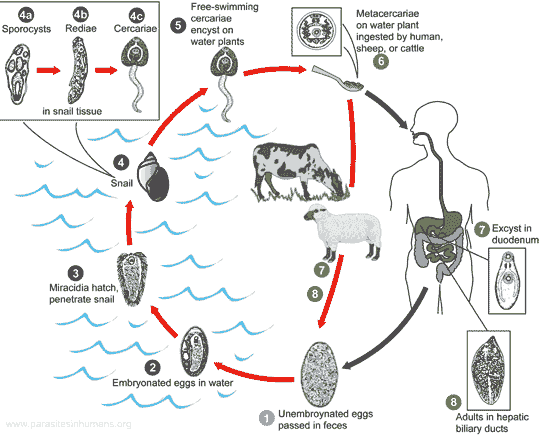 4a
4b
4c
Sporocysts
Rediae
Cercariae
in snail tissue
5
Free-swimming
cercariae
encyst on
water plants
Metacercariae
on water plant
ingested by human,
sheep, or cattle
6
4
Snail
3
Miracidia hatch,
penetrate snail
2
Embryonated eggs in water
1
Unembroynated eggs
passed in feces
7
8
7
Excyst in
duodenum
8
Adults in hepatic
biliary ducts
www.parasitesinhumans.org